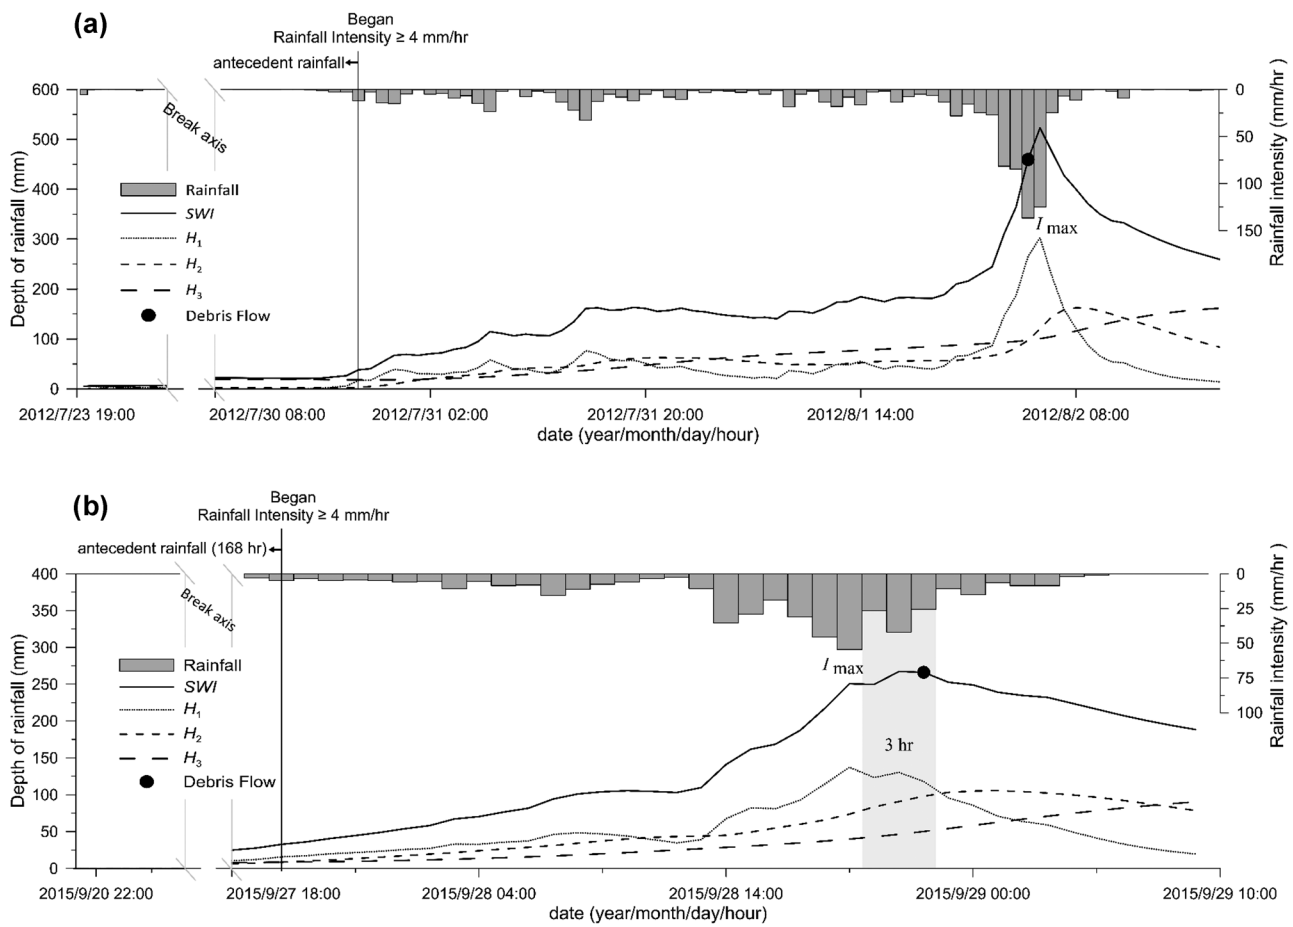 (a)
Began
Rainfall Intensity ≥ 4 mm/hr
antecedent rainfall
Break axis
600
500
400
300
200
100
0
Depth of rainfall (mm)
Rainfall
SWI
H1
H2
H3
Debris Flow
I max
0
50
100
150
Rainfall intensity (mm/hr )
2012/7/23 19:00
2012/7/30 08:00
2012/7/31 02:00
2012/7/31 20:00
2012/8/1 14:00
2012/8/2 08:00
date (year/month/day/hour)
(b)
Began
Rainfall Intensity ≥ 4 mm/hr
antecedent rainfall (168 hr)
Break axis
400
350
300
250
200
150
100
50
0
Depth of rainfall (mm)
Rainfall
SWI
H1
H2
H3
Debris Flow
I max
3 hr
0
25
50
75
100
Rainfall intensity (mm/hr )
2015/9/20 22:00
2015/9/27 18:00
2015/9/28 04:00
2015/9/28 14:00
2015/9/29 00:00
2015/9/29 10:00
date (year/month/day/hour)